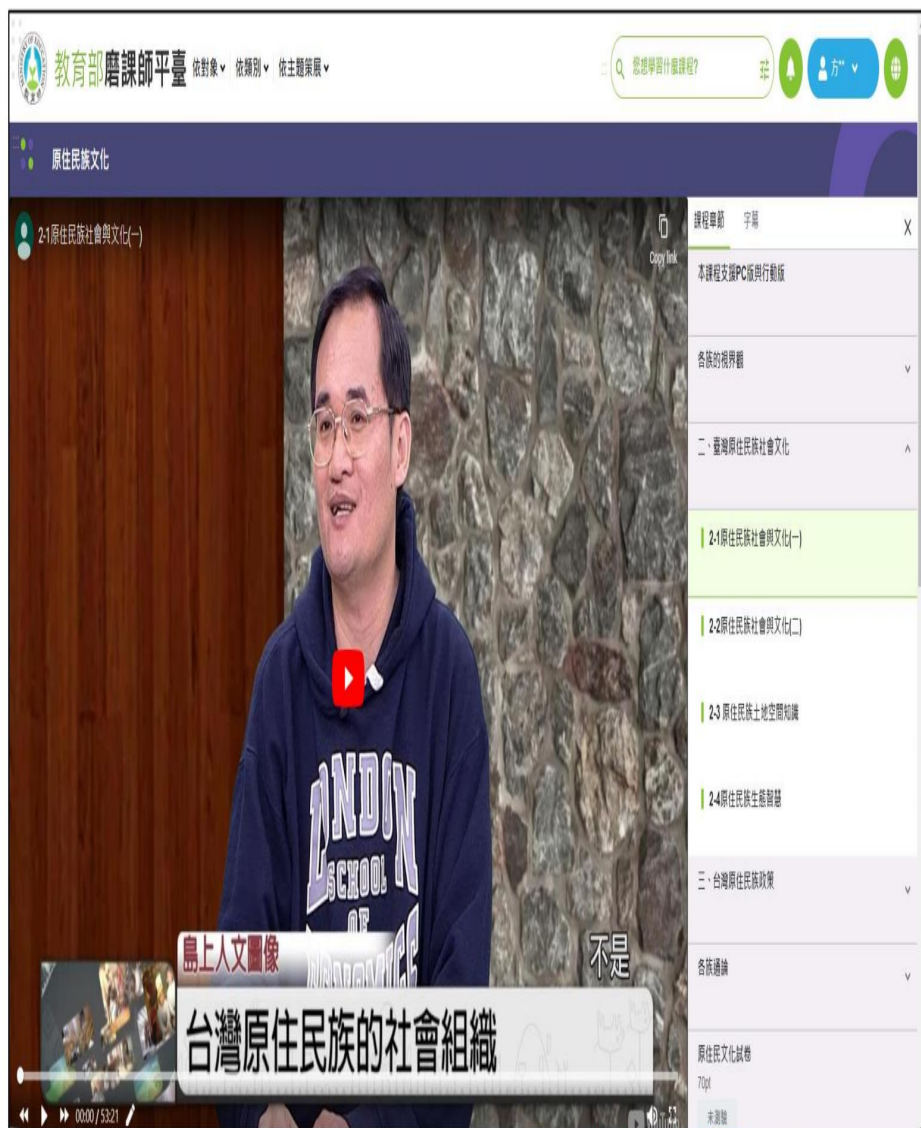 教育部磨課師平臺 依對象 依類別 依主題策展
您想學習什麼課程?
方**
原住民族文化
2-1原住民族社會與文化(一)
Copy link
LONDON
SCHOOL
OF
ECONOMICS
不是
島上人文圖像
台灣原住民族的社會組織
00:00 / 53:21
課程章節 字幕 X
本課程支援PC版與行動版
各族的視界觀
二、臺灣原住民族社會文化
2-1原住民族社會與文化(一)
2-2原住民族社會與文化(二)
2-3 原住民族土地空間知識
2-4原住民族生態智慧
三、台灣原住民族政策
各族通論
原住民文化試卷
70pt
未測驗